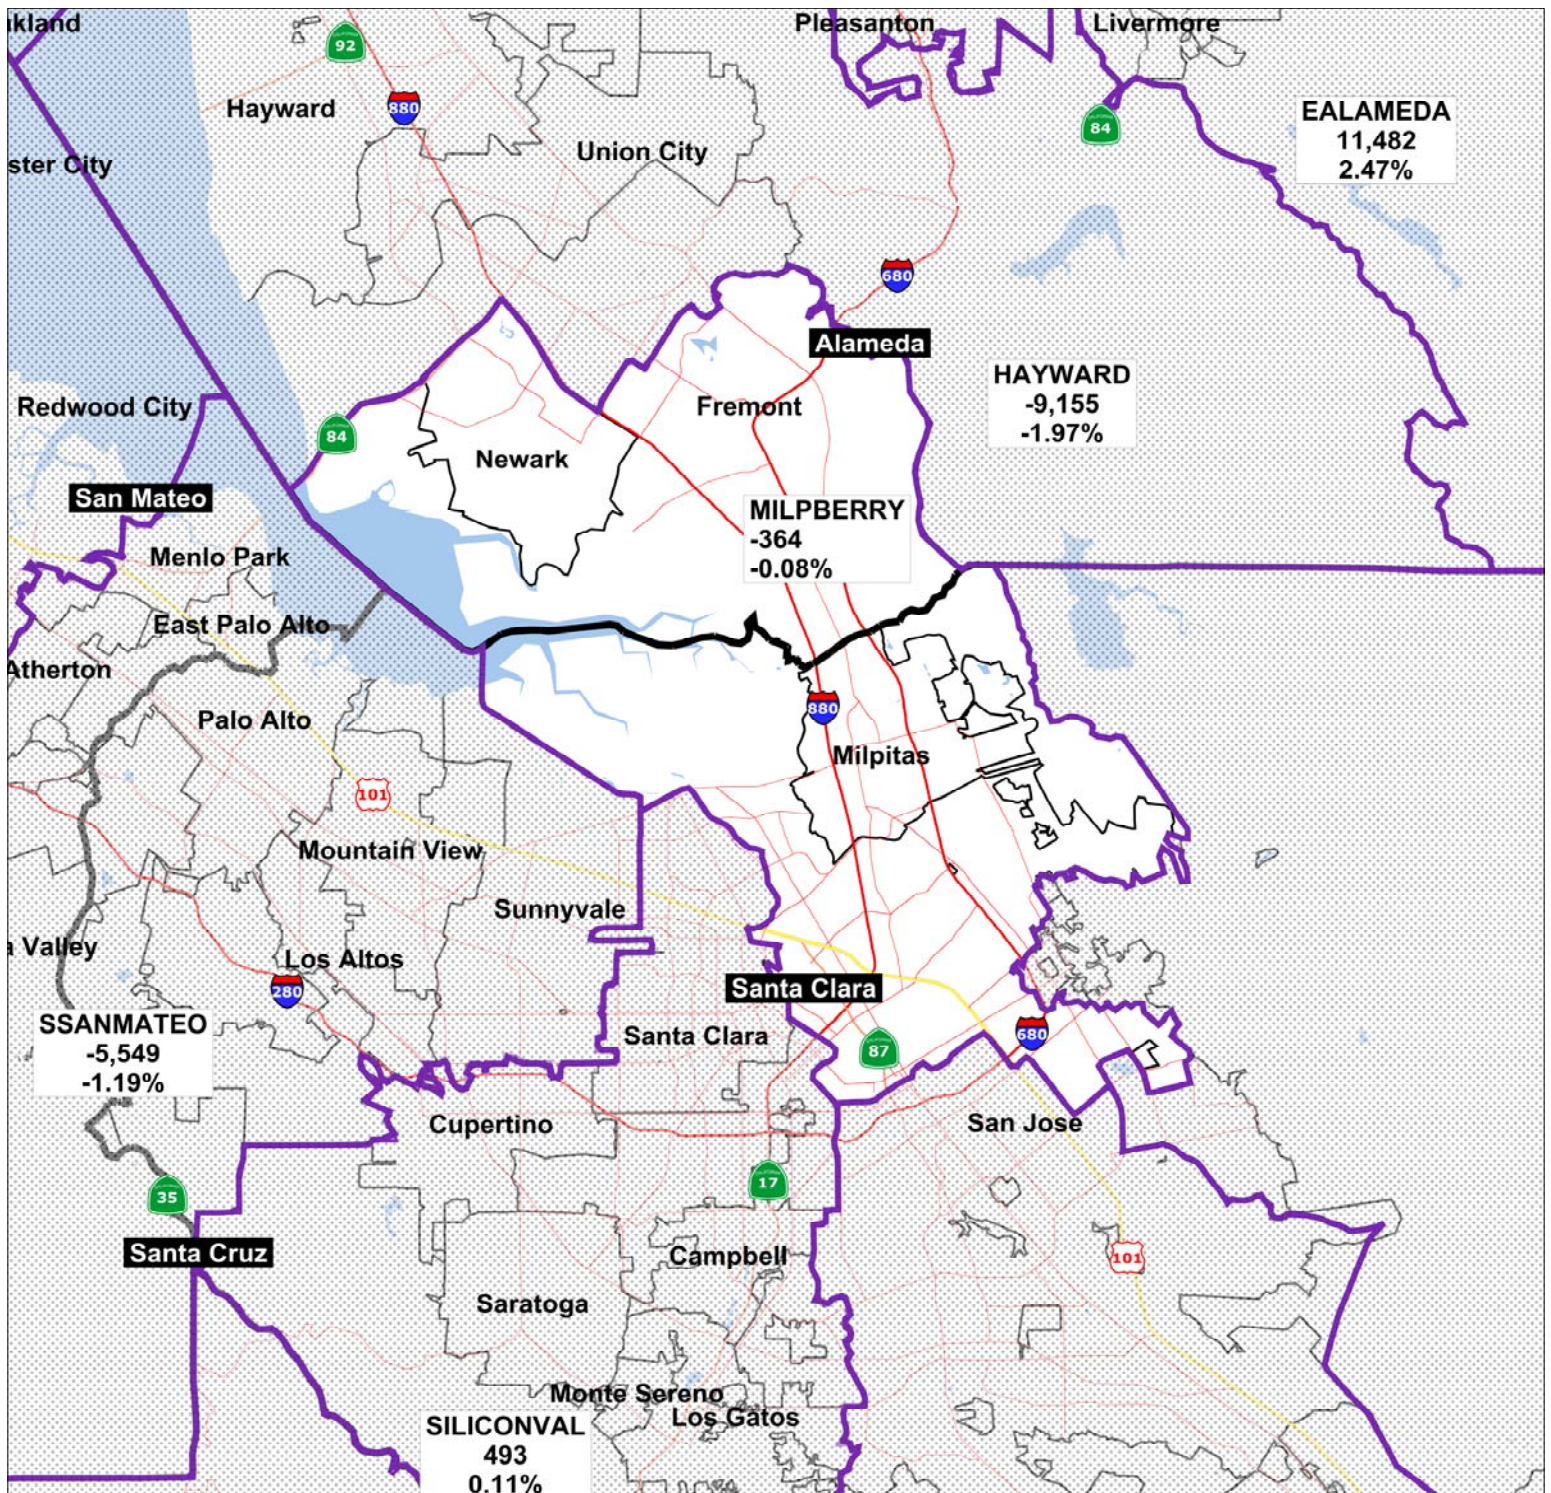 kland
92
Pleasanton
Livermore
Hayward
880
EALAMEDA
11,482
2.47%
84
Union City
ster City
680
Alameda
HAYWARD
-9,155
-1.97%
Redwood City
Fremont
84
Newark
San Mateo
MILPBERRY
-364
-0.08%
Menlo Park
East Palo Alto
Atherton
Palo Alto
880
Milpitas
101
Mountain View
Sunnyvale
a Valley
Los Altos
280
Santa Clara
SSANMATEO
-5,549
-1.19%
Santa Clara
87
680
Cupertino
San Jose
17
35
Santa Cruz
Campbell
101
Saratoga
Monte Sereno
Los Gatos
SILICONVAL
493
0.11%